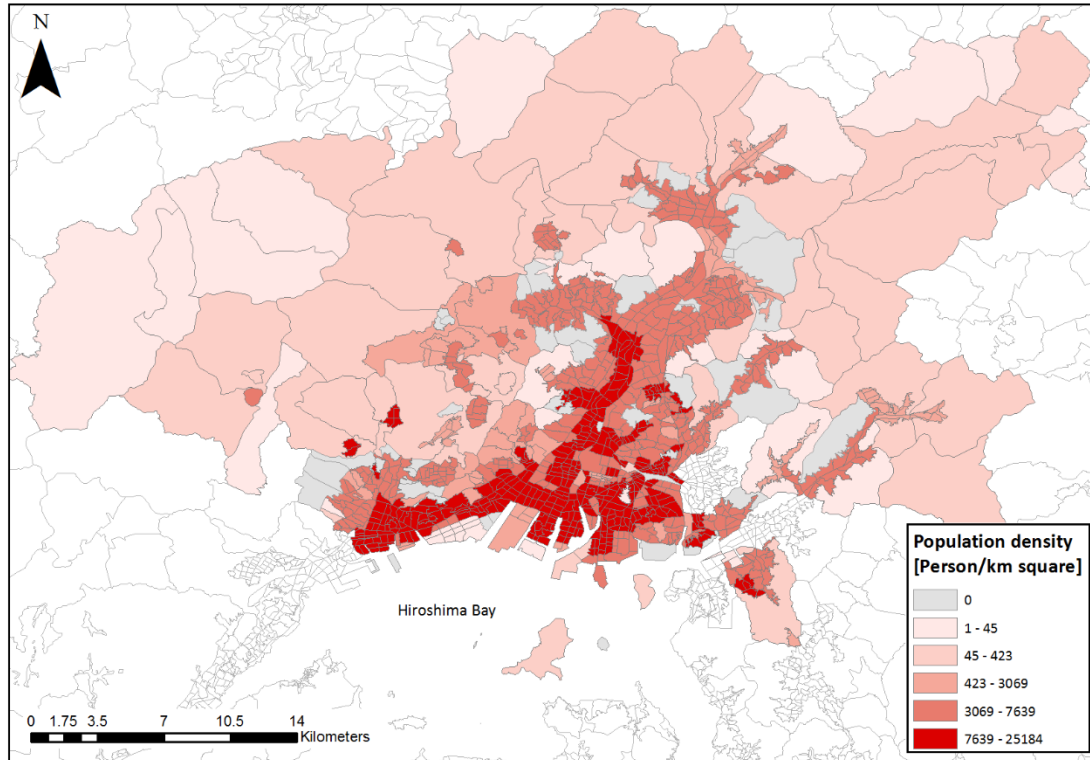 N
Hiroshima Bay
0 1.75 3.5 7 10.5 14
Kilometers
Population density
[Person/km square]
0
1 - 45
45 - 423
423 - 3069
3069 - 7639
7639 - 25184